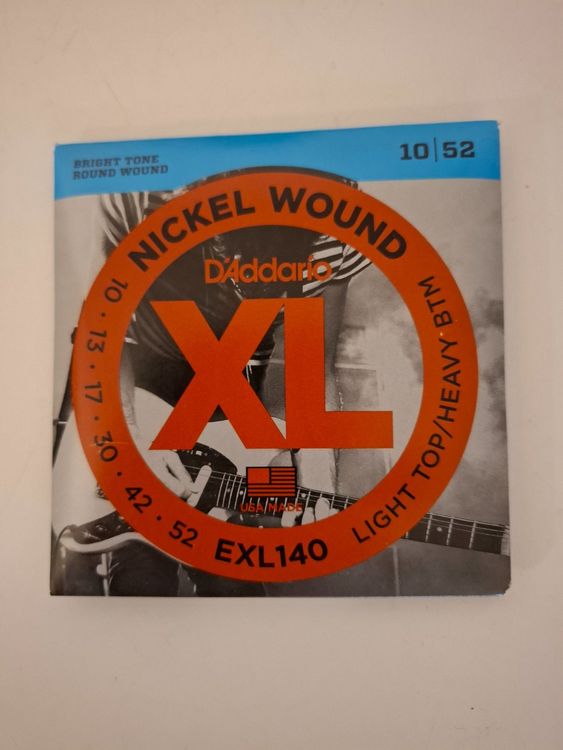 BRIGHT TONE
ROUND WOUND
10|52
NICKEL WOUND
D'Addario
XL
USA MADE
10 · 13 · 17 · 30 · 42 · 52
EXL140
LIGHT TOP/HEAVY BTM